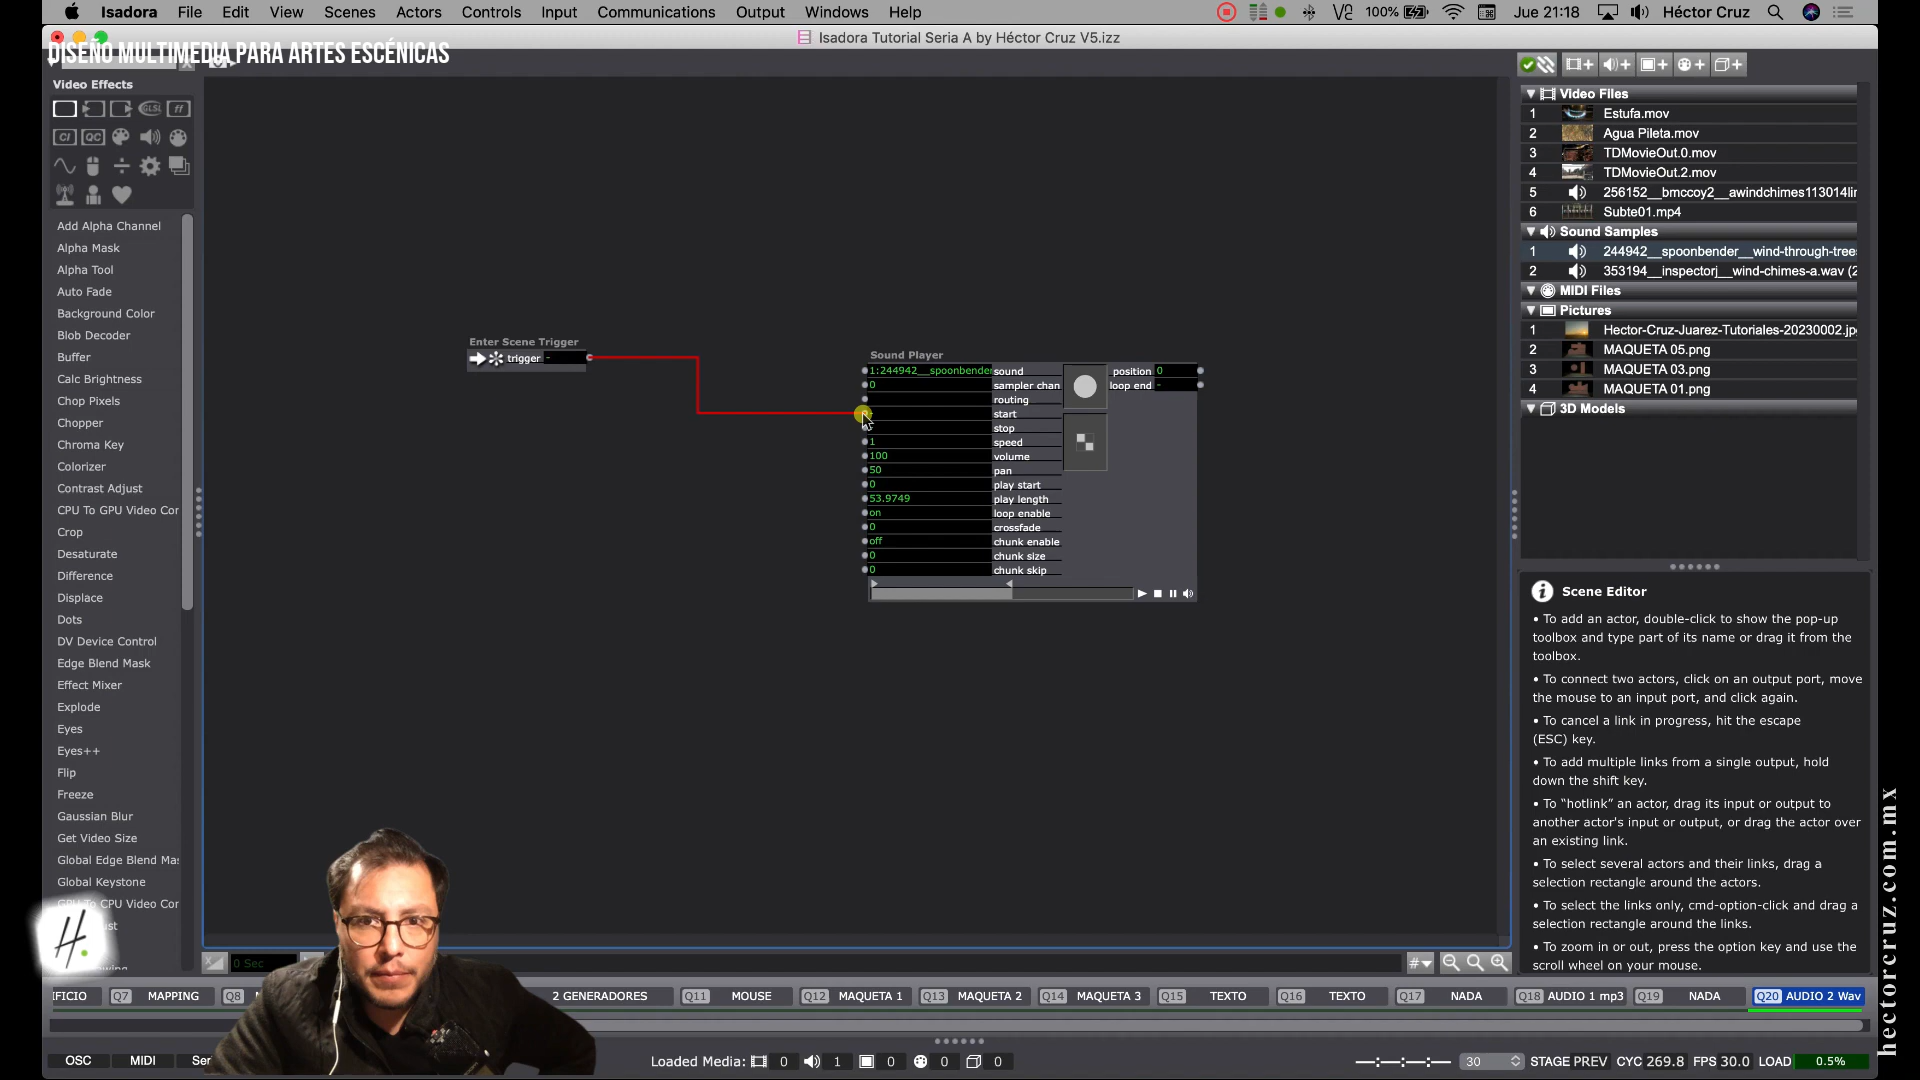 Isadora File Edit View Scenes Actors Controls Input Communications Output Windows Help
100% Jue 21:18 Héctor Cruz
Isadora Tutorial Seria A by Héctor Cruz V5.izz
DISEÑO MULTIMEDIA PARA ARTES ESCÉNICAS
Video Effects
GLSL ff
CI QC
Add Alpha Channel
Alpha Mask
Alpha Tool
Auto Fade
Background Color
Blob Decoder
Buffer
Calc Brightness
Chop Pixels
Chopper
Chroma Key
Colorizer
Contrast Adjust
CPU To GPU Video Cor
Crop
Desaturate
Difference
Displace
Dots
DV Device Control
Edge Blend Mask
Effect Mixer
Explode
Eyes
Eyes++
Flip
Freeze
Gaussian Blur
Get Video Size
Global Edge Blend Mas
Global Keystone
GPU To CPU Video Cor
H.
Enter Scene Trigger
trigger -
Sound Player
1:244942__spoonbender sound position 0
0 sampler chan loop end -
routing
start
stop
1 speed
100 volume
50 pan
0 play start
53.9749 play length
on loop enable
0 crossfade
off chunk enable
0 chunk size
0 chunk skip
Video Files
1 Estufa.mov
2 Agua Pileta.mov
3 TDMovieOut.0.mov
4 TDMovieOut.2.mov
5 256152__bmccoy2__awindchimes113014lin
6 Subte01.mp4
Sound Samples
1 244942__spoonbender__wind-through-trees
2 353194__inspectorj__wind-chimes-a.wav (2
MIDI Files
Pictures
1 Hector-Cruz-Juarez-Tutoriales-20230002.jpg
2 MAQUETA 05.png
3 MAQUETA 03.png
4 MAQUETA 01.png
3D Models
Scene Editor
• To add an actor, double-click to show the pop-up
toolbox and type part of its name or drag it from the
toolbox.
• To connect two actors, click on an output port, move
the mouse to an input port, and click again.
• To cancel a link in progress, hit the escape
(ESC) key.
• To add multiple links from a single output, hold
down the shift key.
• To “hotlink” an actor, drag its input or output to
another actor's input or output, or drag the actor over
an existing link.
• To select several actors and their links, drag a
selection rectangle around the actors.
• To select the links only, cmd-option-click and drag a
selection rectangle around the links.
• To zoom in or out, press the option key and use the
scroll wheel on your mouse.
hectorcruz.com.mx
0 Sec #
IFICIO Q7 MAPPING Q8 2 GENERADORES Q11 MOUSE Q12 MAQUETA 1 Q13 MAQUETA 2 Q14 MAQUETA 3 Q15 TEXTO Q16 TEXTO Q17 NADA Q18 AUDIO 1 mp3 Q19 NADA Q20 AUDIO 2 Wav
OSC MIDI Ser Loaded Media: 0 1 0 0 0 30 STAGE PREV CYC 269.8 FPS 30.0 LOAD 0.5%